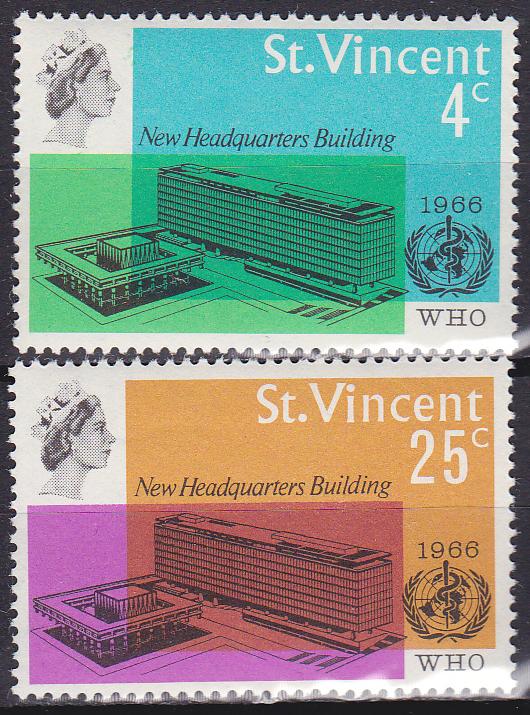 St. Vincent
4c
New Headquarters Building
1966
WHO
St. Vincent
25c
New Headquarters Building
1966
WHO